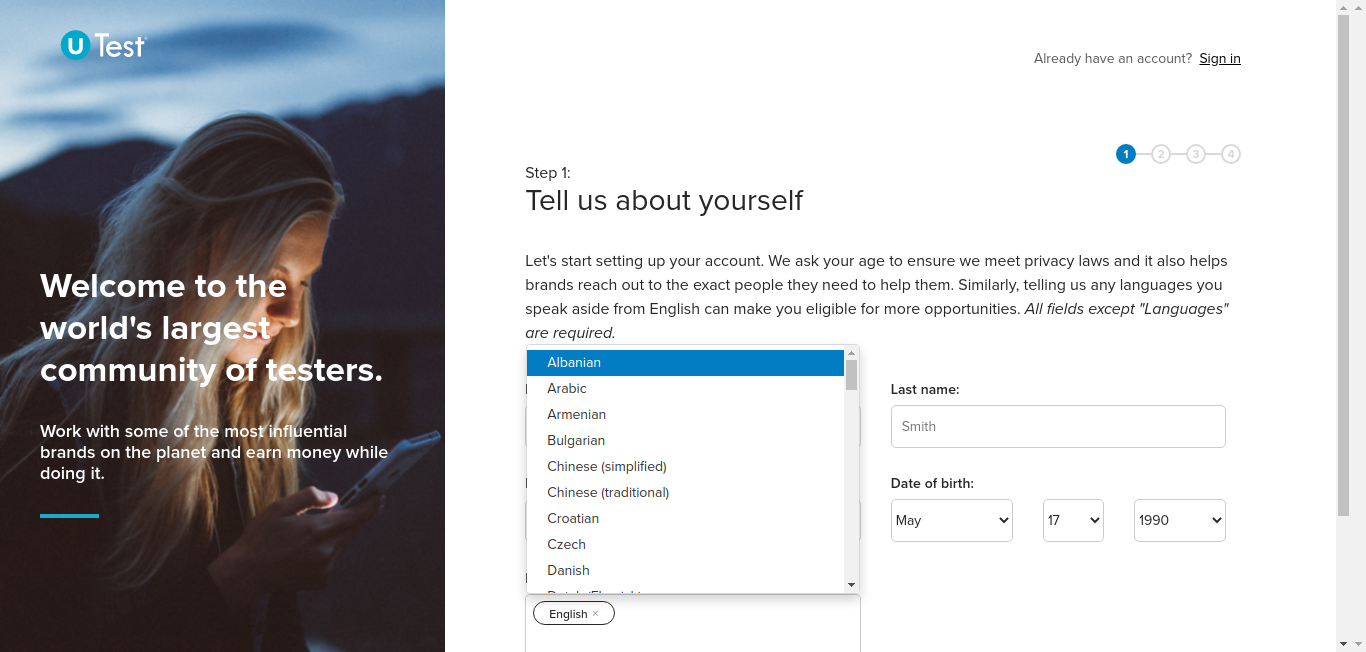 U Test
Already have an account? Sign in
1 2 3 4
Step 1:
Tell us about yourself
Let's start setting up your account. We ask your age to ensure we meet privacy laws and it also helps
brands reach out to the exact people they need to help them. Similarly, telling us any languages you
speak aside from English can make you eligible for more opportunities. All fields except "Languages"
are required.
Welcome to the
world's largest
community of testers.
Work with some of the most influential
brands on the planet and earn money while
doing it.
Albanian
Arabic
Armenian
Bulgarian
Chinese (simplified)
Chinese (traditional)
Croatian
Czech
Danish
Last name:
Smith
Date of birth:
May 17 1990
English ×